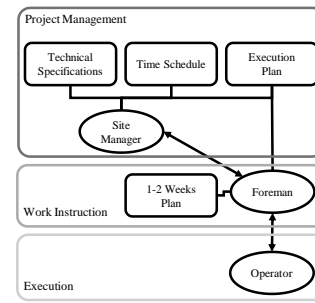 Project Management
Technical
Specifications
Time Schedule
Execution
Plan
Site
Manager
1-2 Weeks
Plan
Foreman
Work Instruction
Operator
Execution